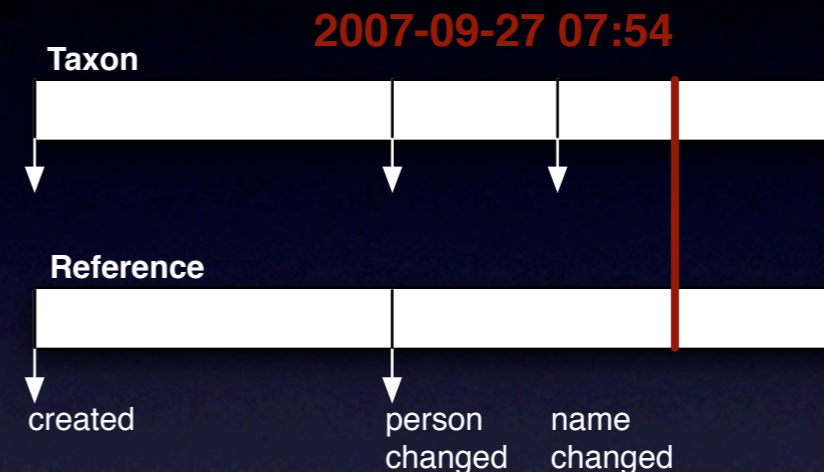 2007-09-27 07:54
Taxon
Reference
created
person
changed
name
changed